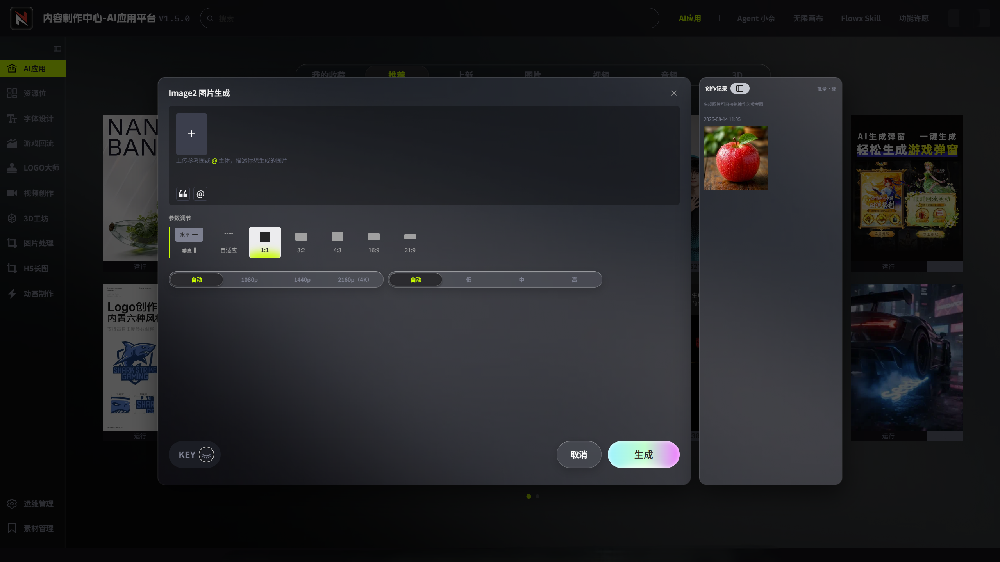 内容制作中心-AI应用平台 V1.5.0
搜索
AI应用
Agent 小奈
无限画布
Flowx Skill
功能许愿
AI应用
资源位
字体设计
游戏回流
LOGO大师
视频创作
3D工坊
图片处理
H5长图
动画制作
运维管理
素材管理
我的收藏
推荐
上新
图片
视频
音频
3D
NAN
BAN
运行
Logo创作
内置六种风格
支持高自由度参数调整
SHARK STRIKE
GAMING
运行
Image2 图片生成
上传参考图或 @ 主体，描述你想生成的图片
@
参数调节
水平
垂直
自适应
1:1
3:2
4:3
16:9
21:9
自动
1080p
1440p
2160p（4K）
自动
低
中
高
KEY
取消
生成
创作记录
批量下载
生成图片可直接拖拽作为参考图
2026-08-14 11:05
AI生成弹窗 一键生成
轻松生成游戏弹窗
回流福利
限时回流活动
立即领取
点击领取
运行
运行